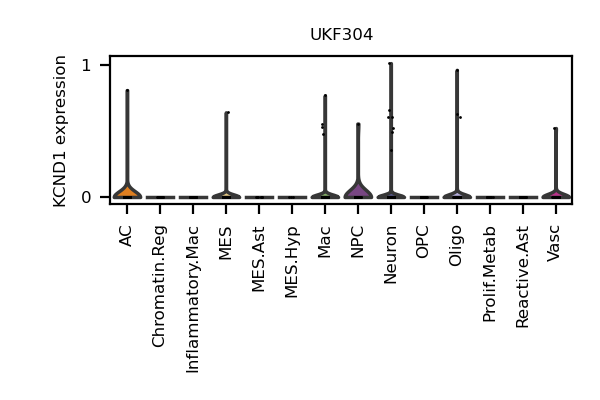 UKF304
KCND1 expression
1
0
AC
Chromatin.Reg
Inflammatory.Mac
MES
MES.Ast
MES.Hyp
Mac
NPC
Neuron
OPC
Oligo
Prolif.Metab
Reactive.Ast
Vasc